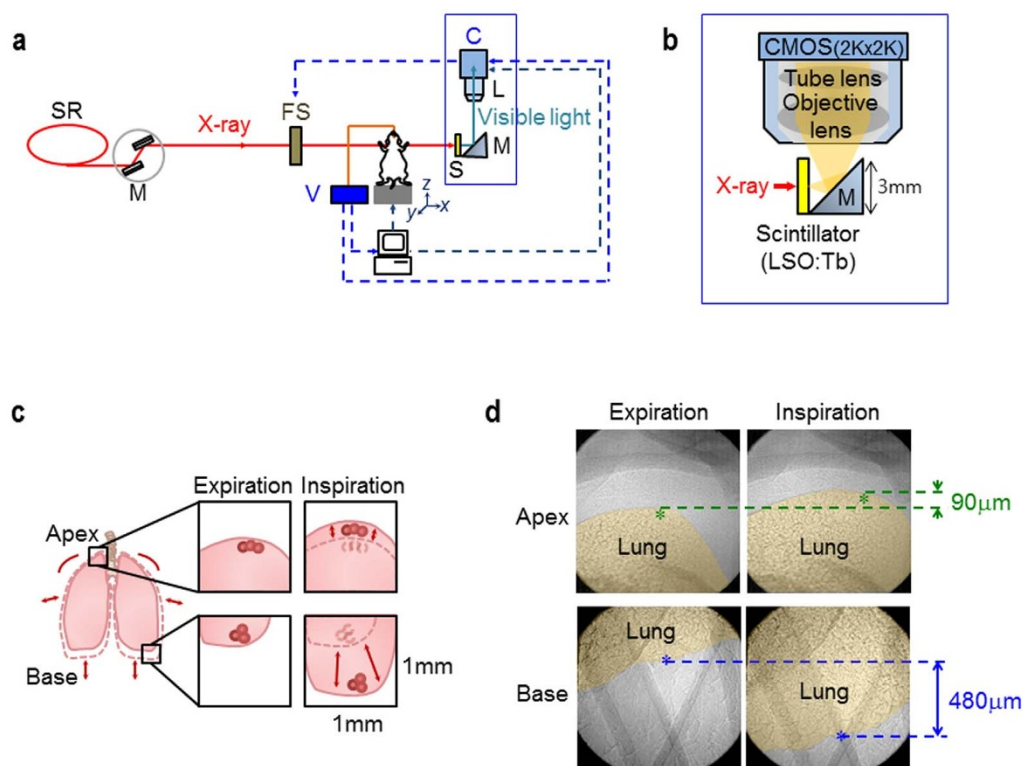 a
SR
M
X-ray
FS
V
C
L
Visible light
S
M
z
y
x
b
CMOS(2Kx2K)
Tube lens
Objective
lens
X-ray
M
3mm
Scintillator
(LSO:Tb)
c
Expiration
Inspiration
Apex
Base
1mm
1mm
d
Expiration
Inspiration
Apex
*
*
90μm
Lung
Lung
Base
Lung
*
Lung
*
480μm